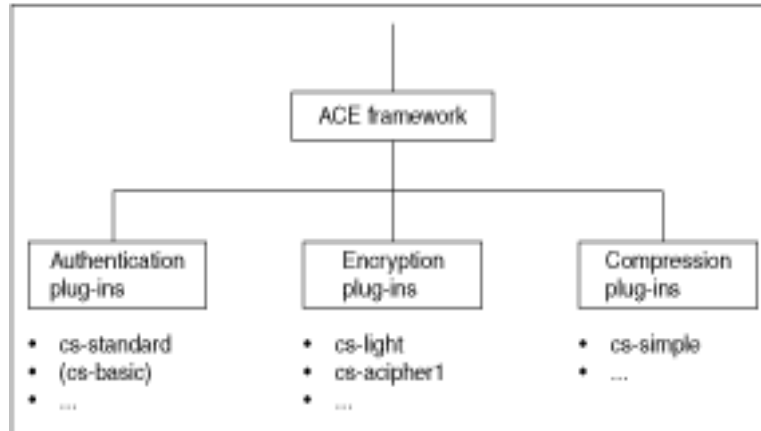 ACE framework
Authentication
plug-ins
• cs-standard
• (cs-basic)
• ...
Encryption
plug-ins
• cs-light
• cs-acipher1
• ...
Compression
plug-ins
• cs-simple
• ...